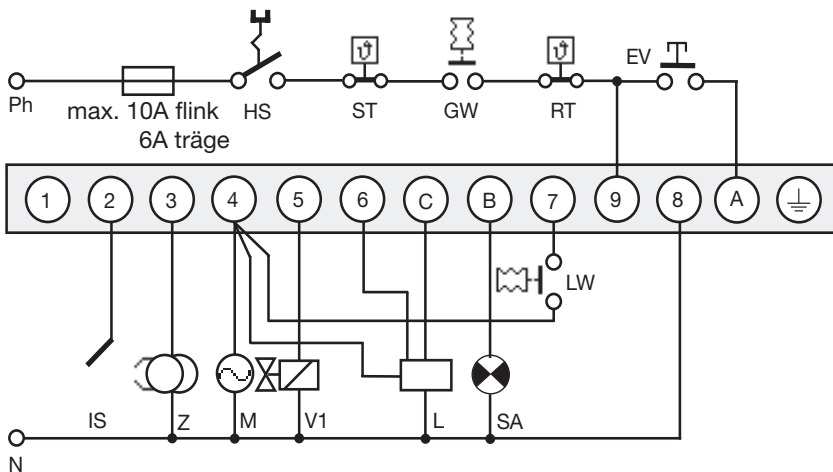 EV
Ph
max. 10A flink
6A träge
HS
ST
GW
RT
1 2 3 4 5 6 C B 7 9 8 A
LW
IS
Z
M
V1
L
SA
N